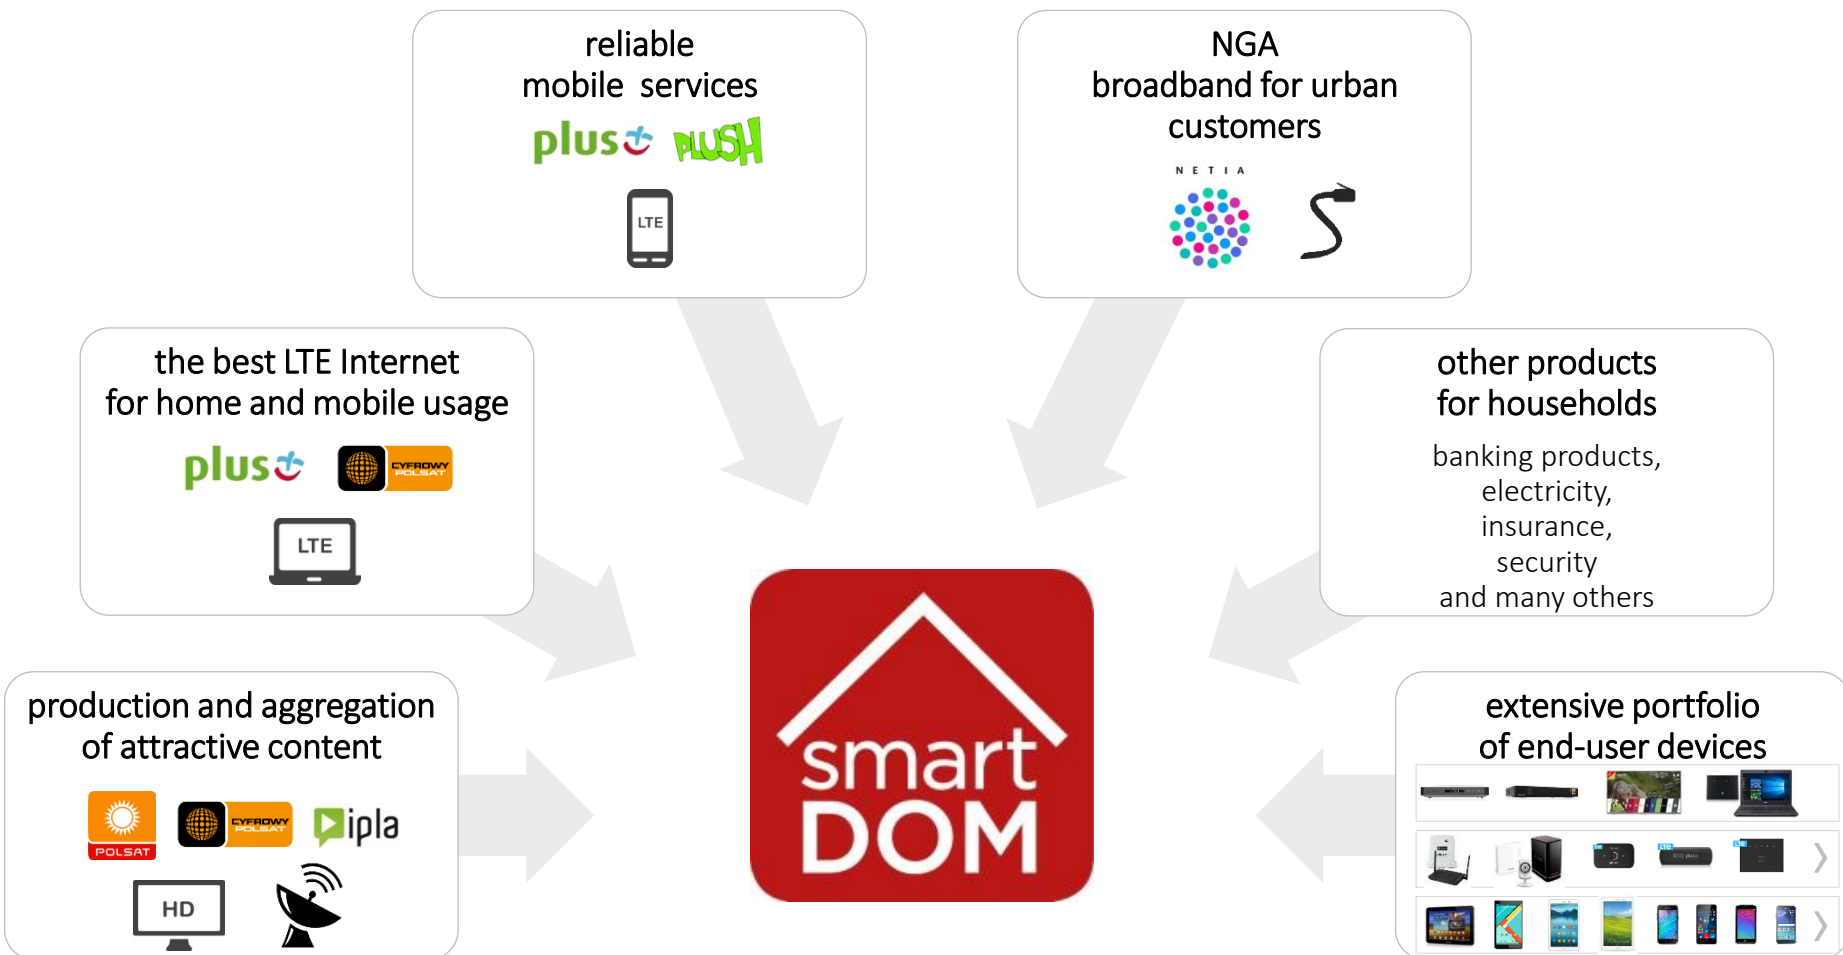 reliable
mobile services
plus PLUSH
LTE
NGA
broadband for urban
customers
NETIA
the best LTE Internet
for home and mobile usage
plus CYFROWY
POLSAT
LTE
other products
for households
banking products,
electricity,
insurance,
security
and many others
production and aggregation
of attractive content
POLSAT
CYFROWY
POLSAT
ipla
HD
smart
DOM
extensive portfolio
of end-user devices
LTE
LTE